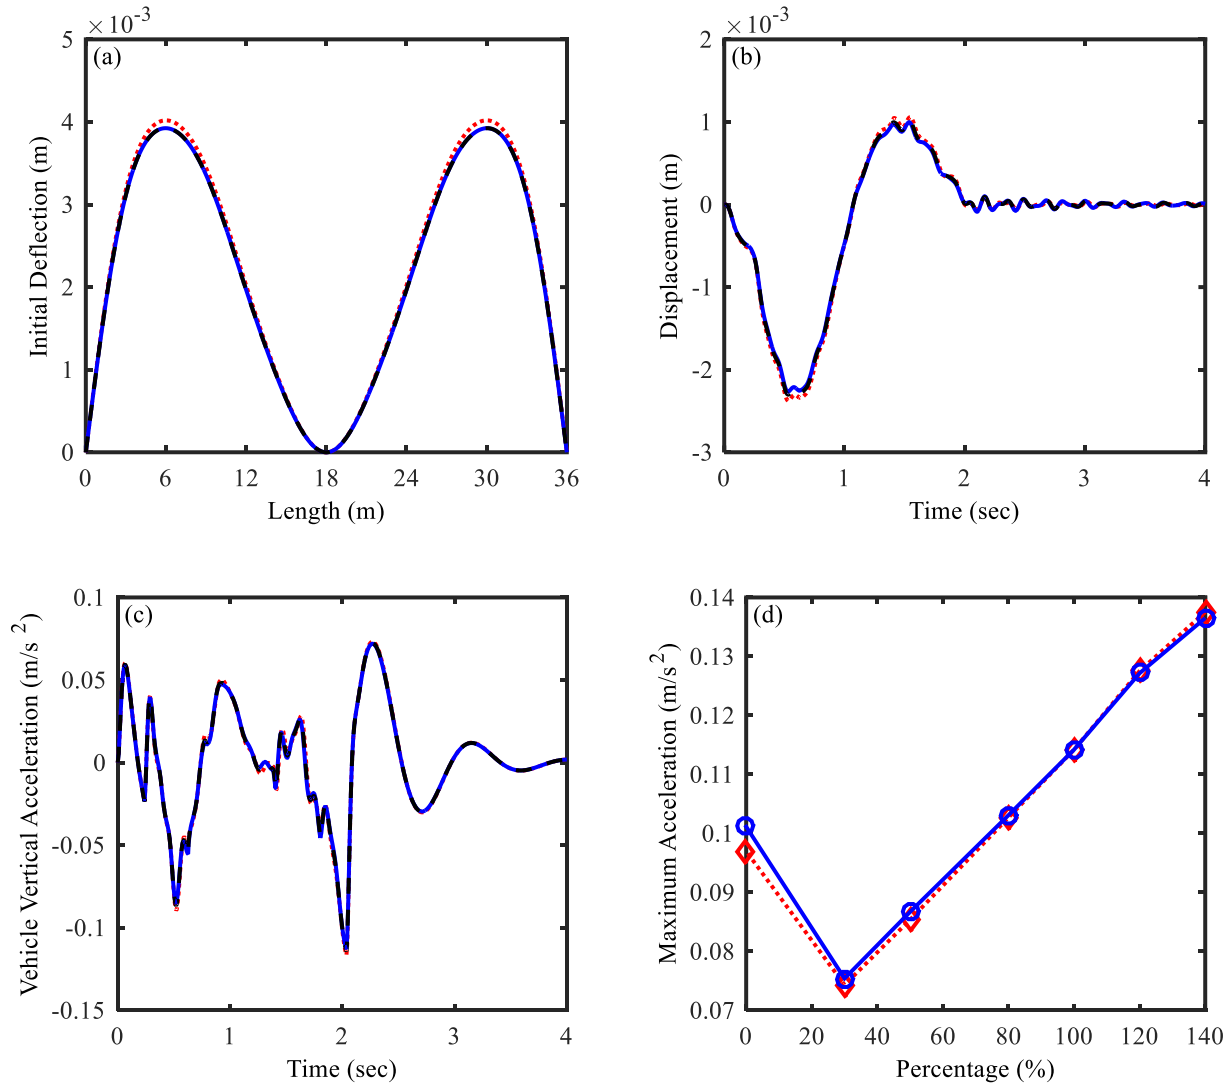 ×10⁻³
(a)
5
4
3
2
1
0
Initial Deflection (m)
0 6 12 18 24 30 36
Length (m)
×10⁻³
(b)
2
1
0
-1
-2
-3
Displacement (m)
0 1 2 3 4
Time (sec)
(c)
0.1
0.05
0
-0.05
-0.1
-0.15
Vehicle Vertical Acceleration (m/s²)
0 1 2 3 4
Time (sec)
(d)
0.14
0.13
0.12
0.11
0.1
0.09
0.08
0.07
Maximum Acceleration (m/s²)
0 20 40 60 80 100 120 140
Percentage (%)